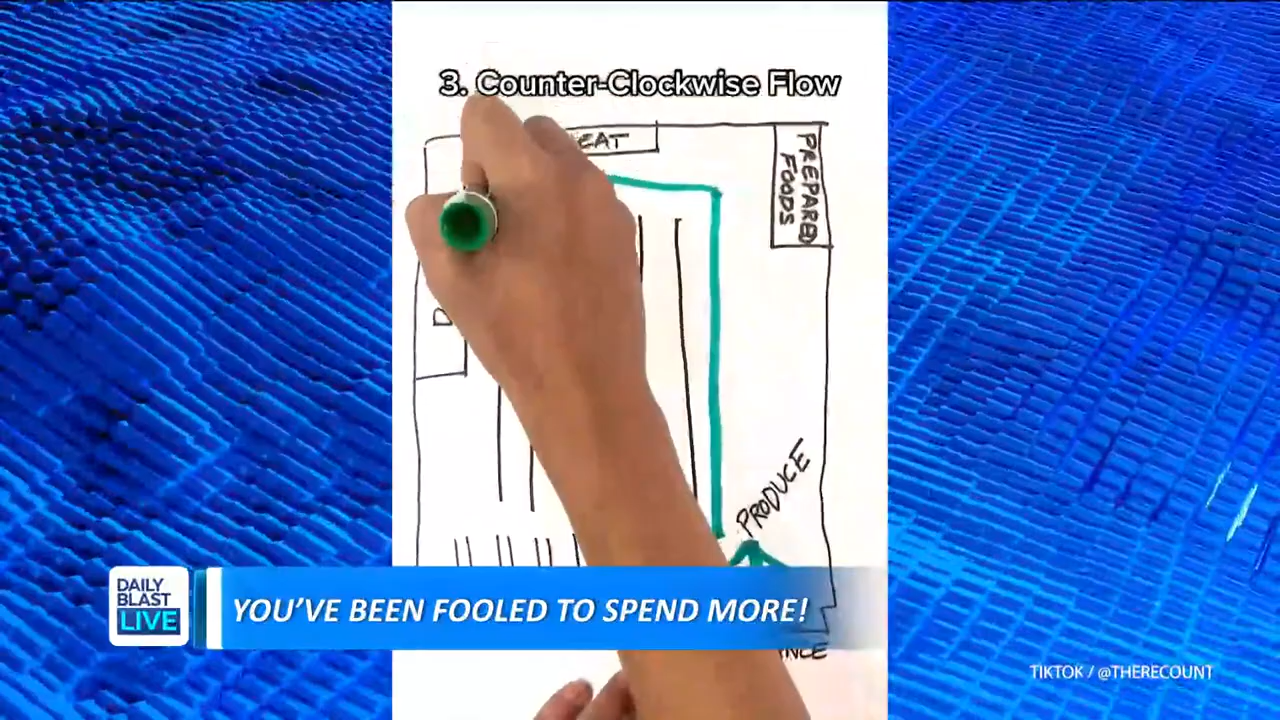 3. Counter-Clockwise Flow
PREPARED
FOODS
PRODUCE
DAILY
BLAST
LIVE
YOU'VE BEEN FOOLED TO SPEND MORE!
TIKTOK / @THERECOUNT